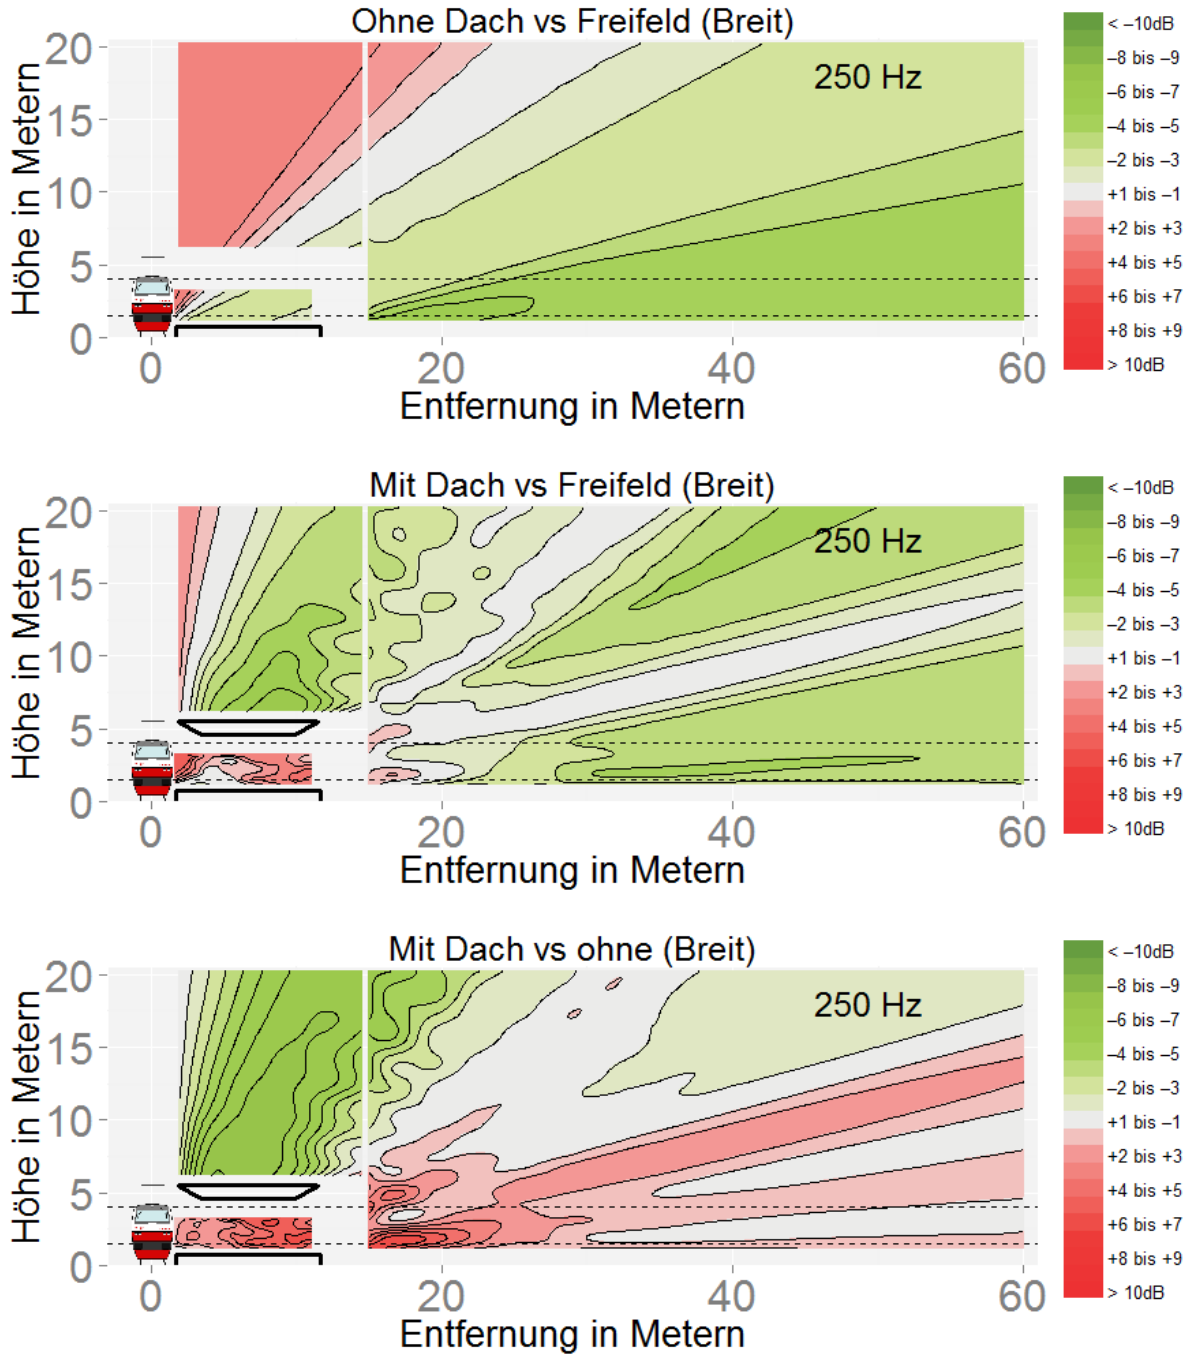 Ohne Dach vs Freifeld (Breit)
250 Hz
Höhe in Metern
20
15
10
5
0
0 20 40 60
Entfernung in Metern
< –10dB
–8 bis –9
–6 bis –7
–4 bis –5
–2 bis –3
+1 bis –1
+2 bis +3
+4 bis +5
+6 bis +7
+8 bis +9
> 10dB
Mit Dach vs Freifeld (Breit)
250 Hz
Höhe in Metern
20
15
10
5
0
0 20 40 60
Entfernung in Metern
< –10dB
–8 bis –9
–6 bis –7
–4 bis –5
–2 bis –3
+1 bis –1
+2 bis +3
+4 bis +5
+6 bis +7
+8 bis +9
> 10dB
Mit Dach vs ohne (Breit)
250 Hz
Höhe in Metern
20
15
10
5
0
0 20 40 60
Entfernung in Metern
< –10dB
–8 bis –9
–6 bis –7
–4 bis –5
–2 bis –3
+1 bis –1
+2 bis +3
+4 bis +5
+6 bis +7
+8 bis +9
> 10dB